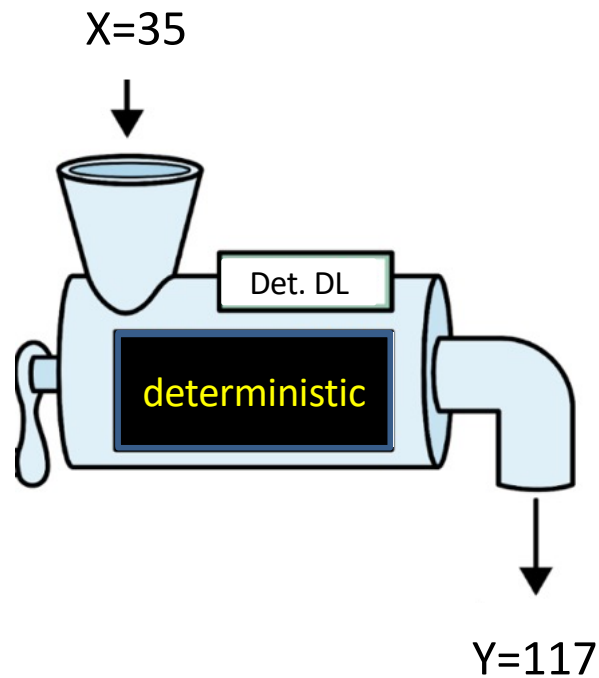 X=35
Det. DL
deterministic
Y=117